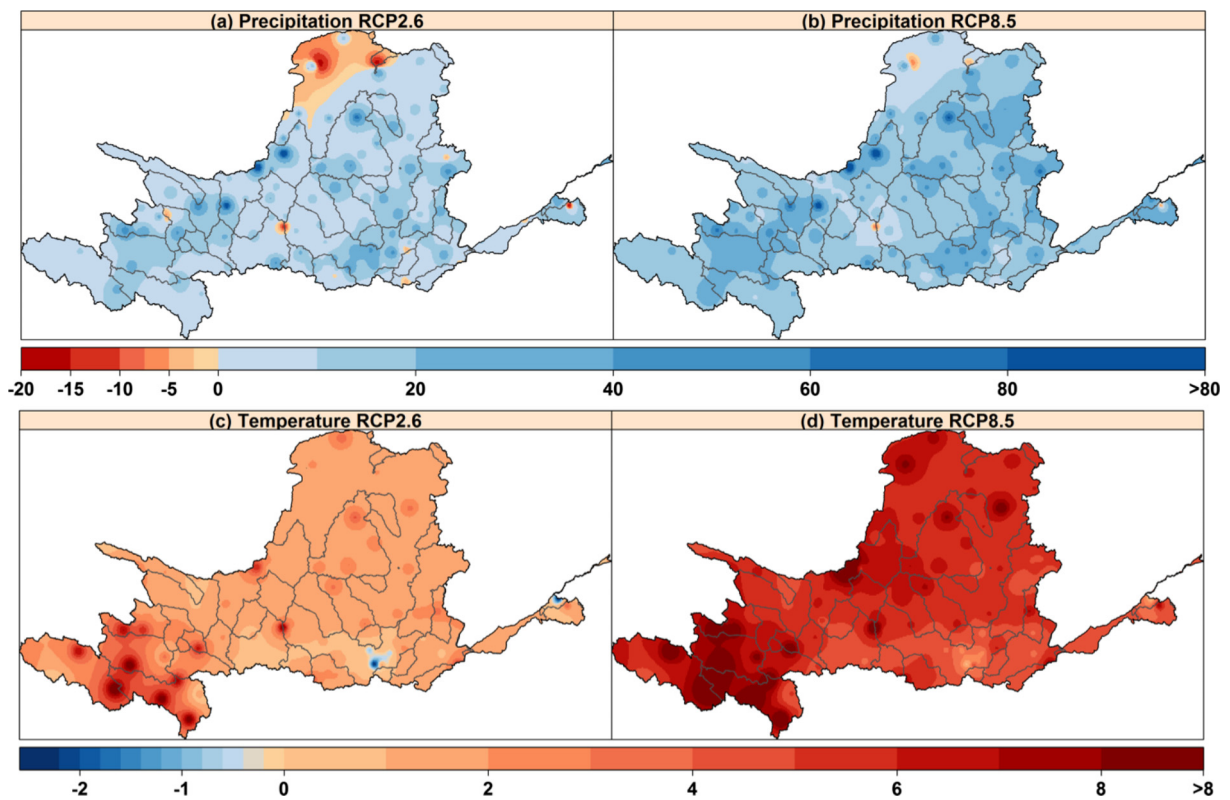 (a) Precipitation RCP2.6
(b) Precipitation RCP8.5
-20 -15 -10 -5 0 20 40 60 80 >80
(c) Temperature RCP2.6
(d) Temperature RCP8.5
-2 -1 0 2 4 6 8 >8